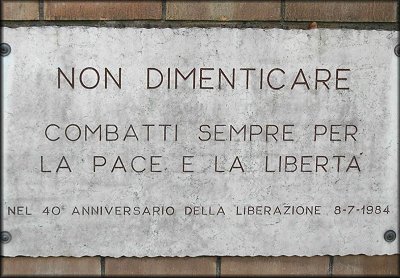 NON DIMENTICARE
COMBATTI SEMPRE PER
LA PACE E LA LIBERTÀ
NEL 40° ANNIVERSARIO DELLA LIBERAZIONE 8-7-1984